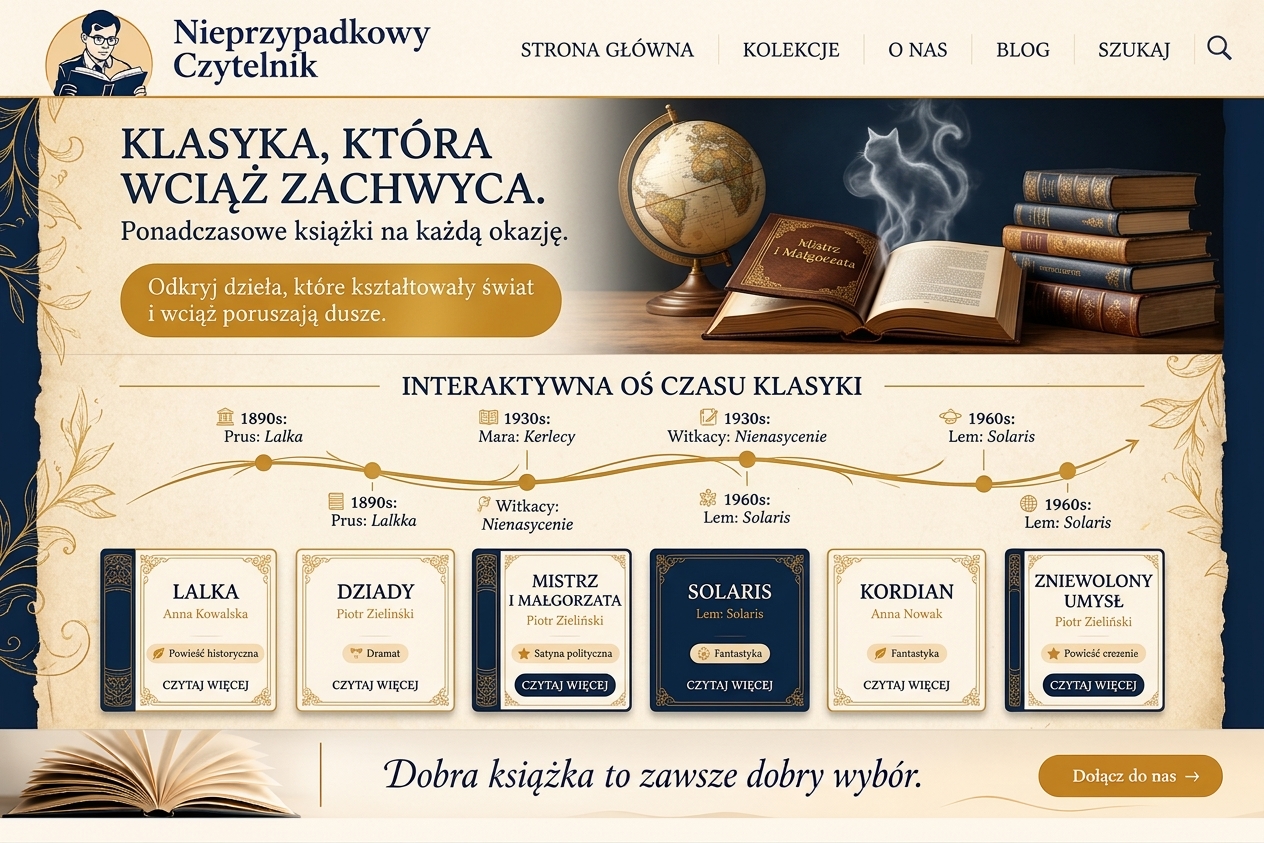 Nieprzypadkowy
Czytelnik
STRONA GŁÓWNA
KOLEKCJE
O NAS
BLOG
SZUKAJ
KLASYKA, KTÓRA
WCIĄŻ ZACHWYCA.
Ponadczasowe książki na każdą okazję.
Odkryj dzieła, które kształtowały świat
i wciąż poruszają dusze.
Mistrz
i Małgorzata
INTERAKTYWNA OŚ CZASU KLASYKI
1890s:
Prus: Lalka
1930s:
Mara: Kerlecy
1930s:
Witkacy: Nienasycenie
1960s:
Lem: Solaris
1890s:
Prus: Lalkka
Witkacy:
Nienasycenie
1960s:
Lem: Solaris
1960s:
Lem: Solaris
LALKA
Anna Kowalska
Powieść historyczna
CZYTAJ WIĘCEJ
DZIADY
Piotr Zieliński
Dramat
CZYTAJ WIĘCEJ
MISTRZ
I MAŁGORZATA
Piotr Zieliński
Satyna polityczna
CZYTAJ WIĘCEJ
SOLARIS
Lem: Solaris
Fantastyka
CZYTAJ WIĘCEJ
KORDIAN
Anna Nowak
Fantastyka
CZYTAJ WIĘCEJ
ZNIEWOLONY
UMYSŁ
Piotr Zieliński
Powicść crezenie
CZYTAJ WIĘCEJ
Dobra książka to zawsze dobry wybór.
Dołącz do nas →